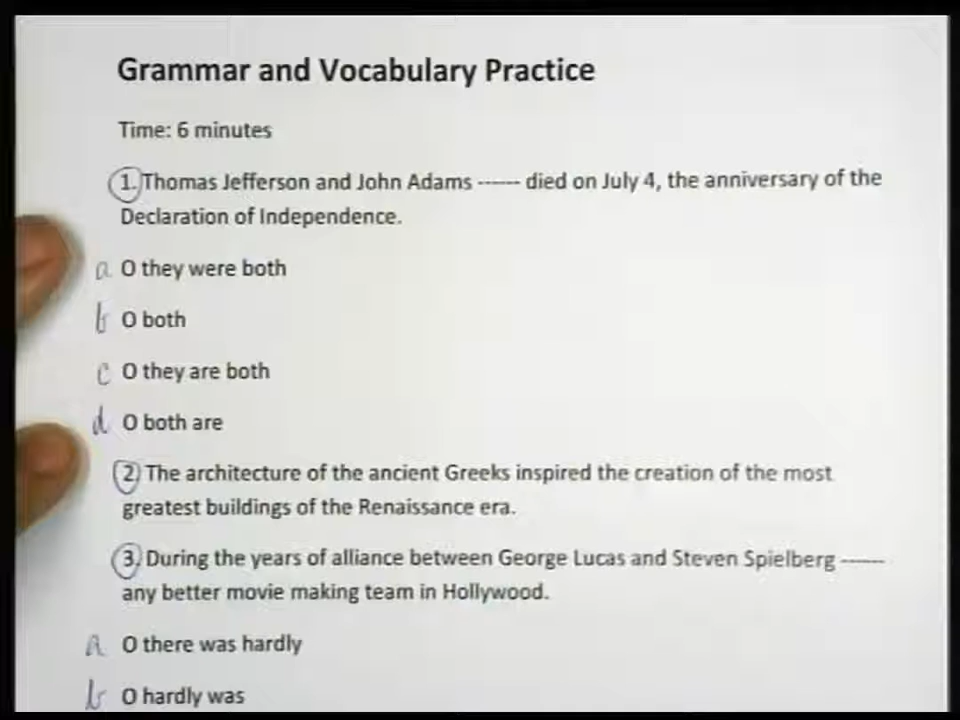 Grammar and Vocabulary Practice
Time: 6 minutes
1. Thomas Jefferson and John Adams ------ died on July 4, the anniversary of the
Declaration of Independence.
a O they were both
b O both
c O they are both
d O both are
2 The architecture of the ancient Greeks inspired the creation of the most
greatest buildings of the Renaissance era.
3. During the years of alliance between George Lucas and Steven Spielberg ------
any better movie making team in Hollywood.
a O there was hardly
b O hardly was